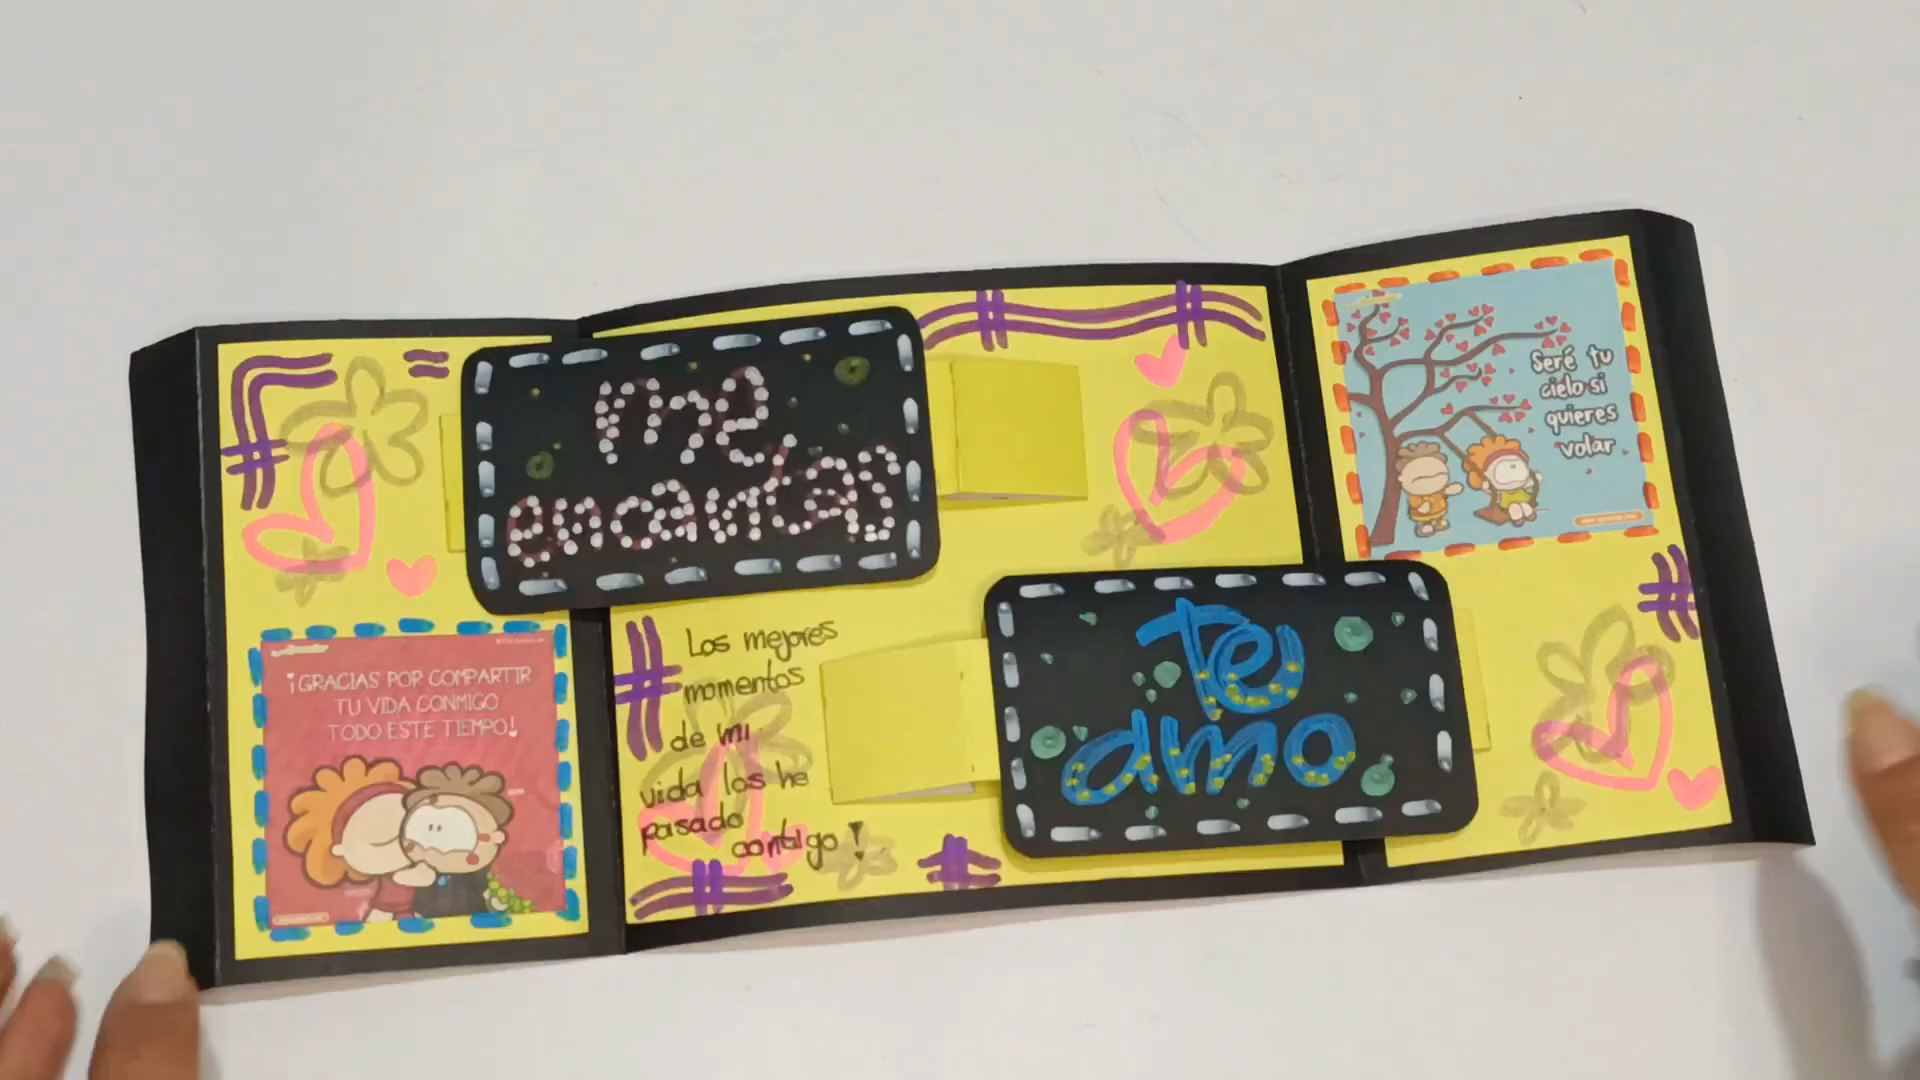 me
encantas
Seré tu
cielo si
quieres
volar
¡GRACIAS POR COMPARTIR
TU VIDA CONMIGO
TODO ESTE TIEMPO!
Los mejores
momentos
de mi
vida los he
pasado
contigo!
Te
amo